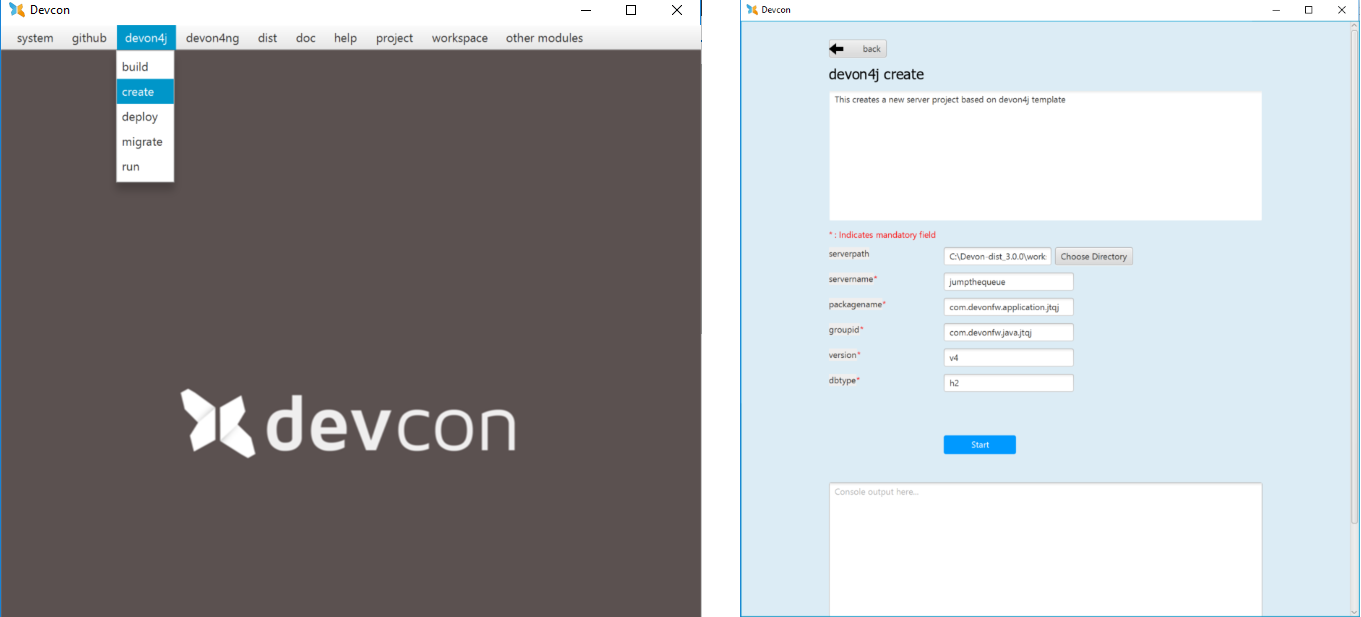 Devcon
system github devon4j devon4ng dist doc help project workspace other modules
build
create
deploy
migrate
run
devcon
Devcon
back
devon4j create
This creates a new server project based on devon4j template
* : Indicates mandatory field
serverpath C:\Devon-dist_3.0.0\work Choose Directory
servername* jumpthequeue
packagename* com.devonfw.application.jtqj
groupid* com.devonfw.java.jtqj
version* v4
dbtype* h2
Start
Console output here...